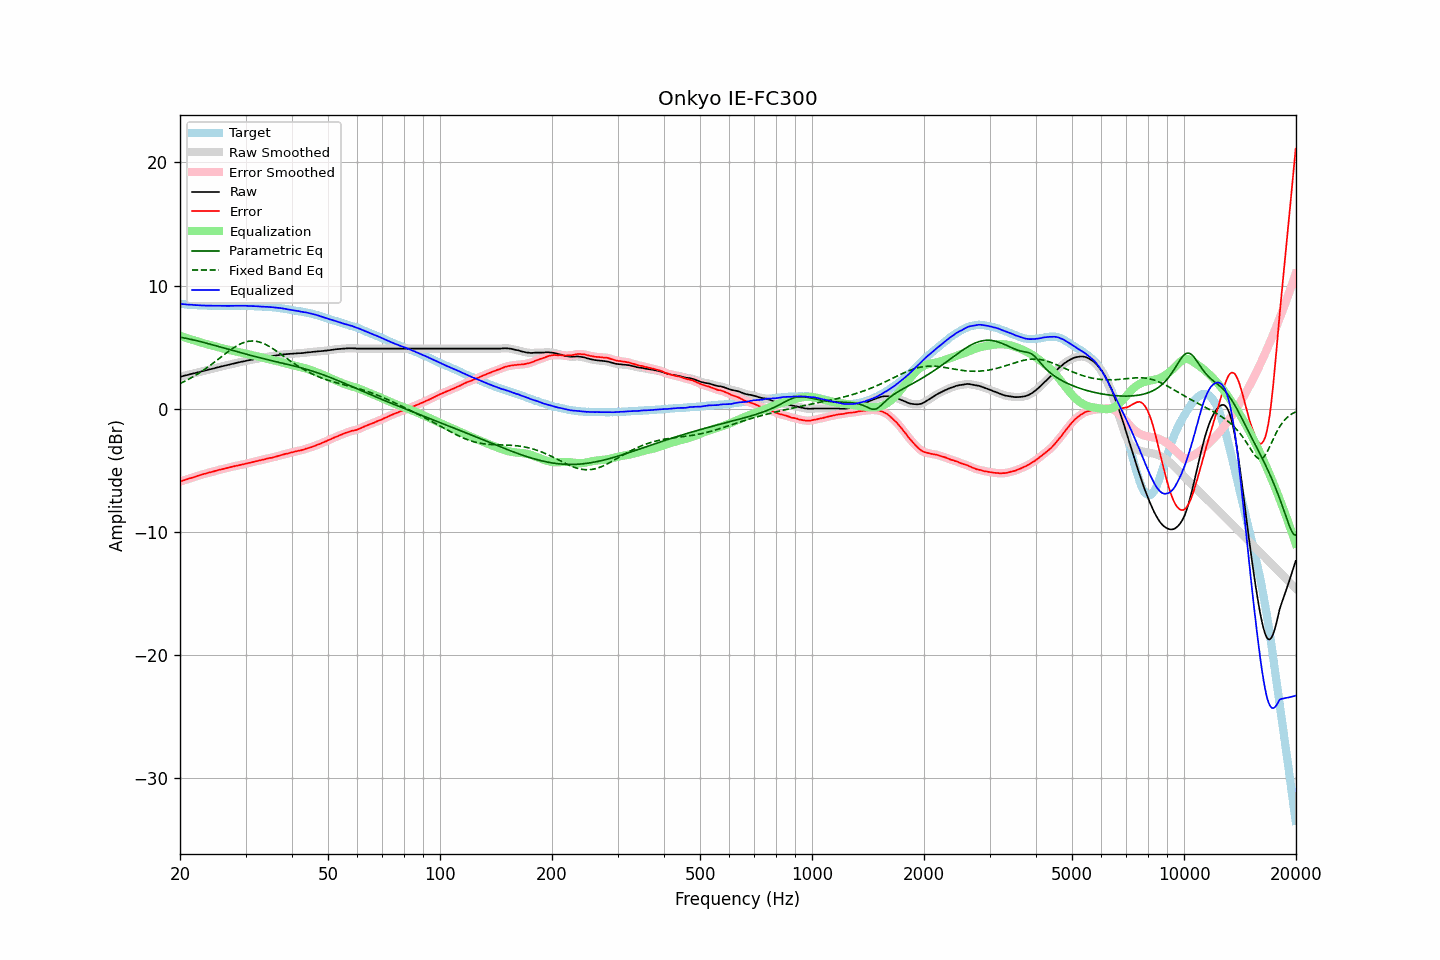 Onkyo IE-FC300
Target
Raw Smoothed
Error Smoothed
Raw
Error
Equalization
Parametric Eq
Fixed Band Eq
Equalized
20
10
0
−10
−20
−30
Amplitude (dBr)
20 50 100 200 500 1000 2000 5000 10000 20000
Frequency (Hz)